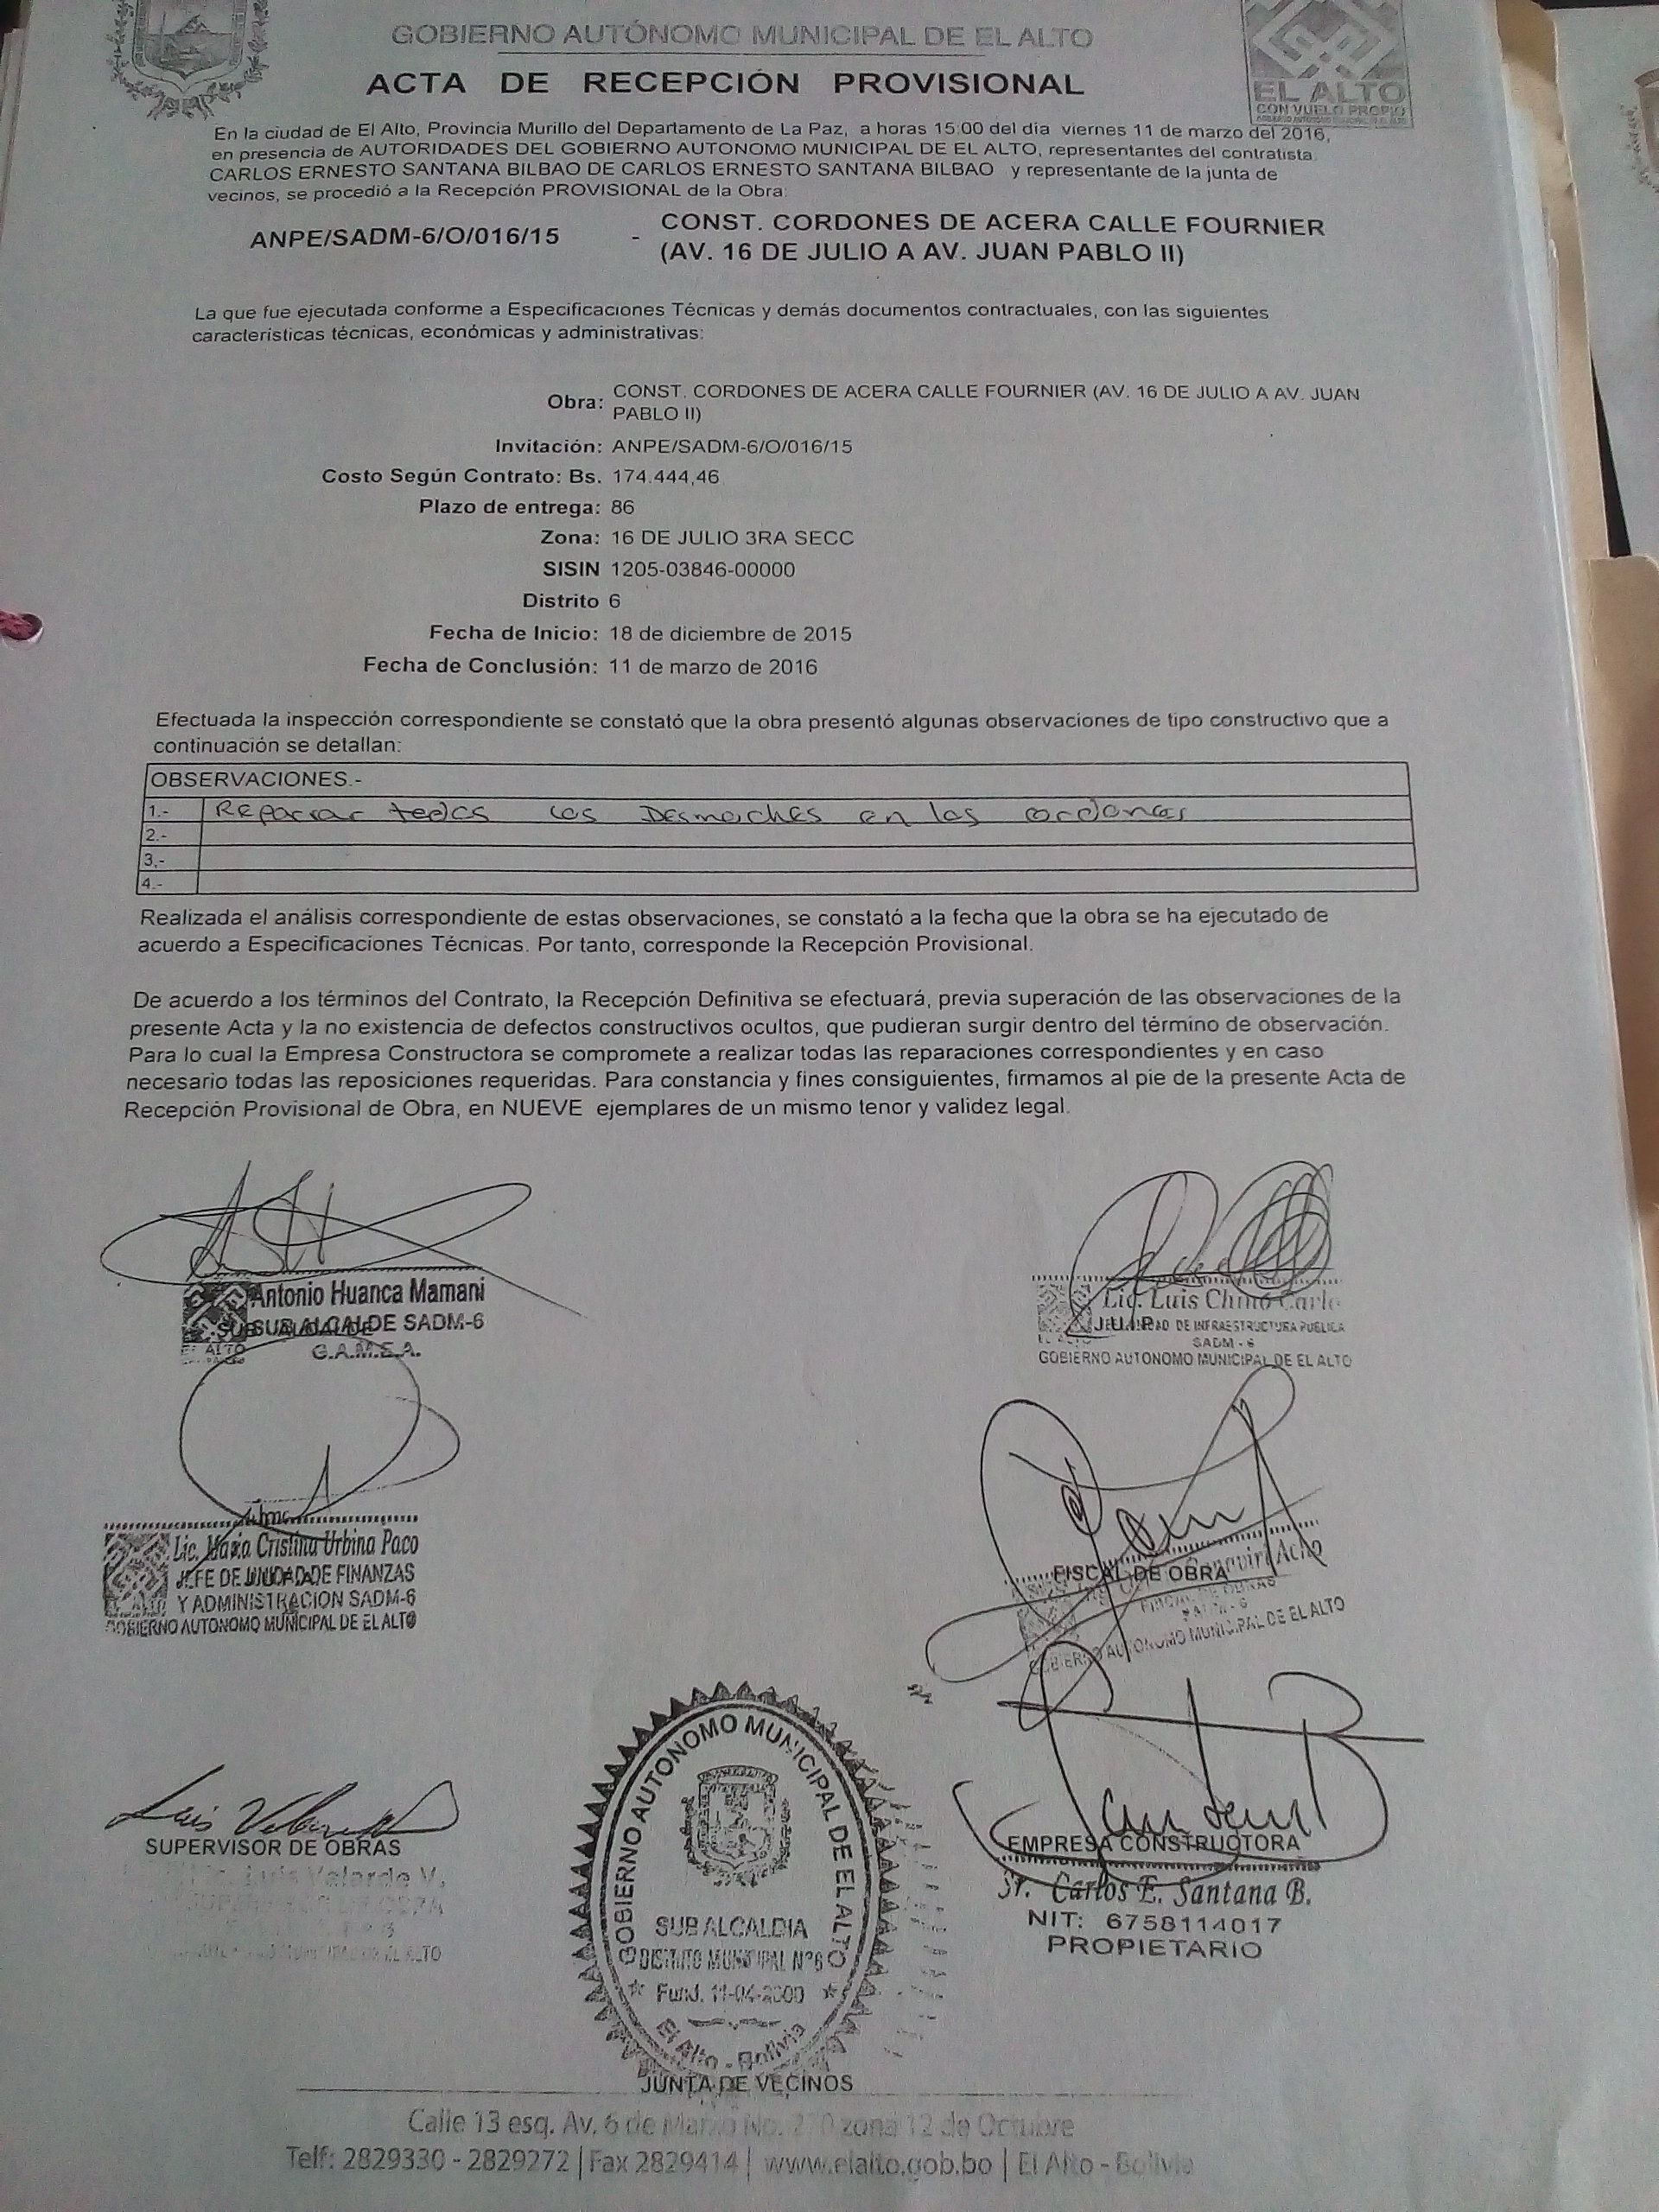 GOBIERNO AUTÓNOMO MUNICIPAL DE EL ALTO
EL ALTO
CON VUELO PROPIO
ACTA DE RECEPCIÓN PROVISIONAL
En la ciudad de El Alto, Provincia Murillo del Departamento de La Paz, a horas 15:00 del día viernes 11 de marzo del 2016,
en presencia de AUTORIDADES DEL GOBIERNO AUTONOMO MUNICIPAL DE EL ALTO, representantes del contratista
CARLOS ERNESTO SANTANA BILBAO DE CARLOS ERNESTO SANTANA BILBAO y representante de la junta de
vecinos, se procedió a la Recepción PROVISIONAL de la Obra:
ANPE/SADM-6/O/016/15 - CONST. CORDONES DE ACERA CALLE FOURNIER
(AV. 16 DE JULIO A AV. JUAN PABLO II)
La que fue ejecutada conforme a Especificaciones Técnicas y demás documentos contractuales, con las siguientes
características técnicas, económicas y administrativas:
Obra: CONST. CORDONES DE ACERA CALLE FOURNIER (AV. 16 DE JULIO A AV. JUAN
PABLO II)
Invitación: ANPE/SADM-6/O/016/15
Costo Según Contrato: Bs. 174.444,46
Plazo de entrega: 86
Zona: 16 DE JULIO 3RA SECC
SISIN 1205-03846-00000
Distrito 6
Fecha de Inicio: 18 de diciembre de 2015
Fecha de Conclusión: 11 de marzo de 2016
Efectuada la inspección correspondiente se constató que la obra presentó algunas observaciones de tipo constructivo que a
continuación se detallan:
OBSERVACIONES.-
1.- Reparar todos los Desmoches en los cordones
2.-
3,-
4.-
Realizada el análisis correspondiente de estas observaciones, se constató a la fecha que la obra se ha ejecutado de
acuerdo a Especificaciones Técnicas. Por tanto, corresponde la Recepción Provisional.
De acuerdo a los términos del Contrato, la Recepción Definitiva se efectuará, previa superación de las observaciones de la
presente Acta y la no existencia de defectos constructivos ocultos, que pudieran surgir dentro del término de observación.
Para lo cual la Empresa Constructora se compromete a realizar todas las reparaciones correspondientes y en caso
necesario todas las reposiciones requeridas. Para constancia y fines consiguientes, firmamos al pie de la presente Acta de
Recepción Provisional de Obra, en NUEVE ejemplares de un mismo tenor y validez legal.
Antonio Huanca Mamani
SUB ALCALDE SADM-6
SUB ALCALDE
G.A.M.E.A.
Lic. Luis Chino Carlo
J.U.I.P. UNIDAD DE INFRAESTRUCTURA PUBLICA
SADM - 6
GOBIERNO AUTONOMO MUNICIPAL DE EL ALTO
Lic. Maria Cristina Urbina Paco
JEFE DE UNIDAD DE FINANZAS
Y ADMINISTRACION SADM-6
GOBIERNO AUTONOMO MUNICIPAL DE EL ALTO
FISCAL DE OBRA
GOBIERNO AUTONOMO MUNICIPAL DE EL ALTO
Luis Velarde
SUPERVISOR DE OBRAS
Luis Velarde V.
EMPRESA CONSTRUCTORA
Sr. Carlos E. Santana B.
NIT: 6758114017
PROPIETARIO
GOBIERNO AUTONOMO MUNICIPAL DE EL ALTO
SUB ALCALDIA
DISTRITO MUNICIPAL Nº 6
Fund. 11-04-2000
El Alto - Bolivia
JUNTA DE VECINOS
Calle 13 esq. Av. 6 de Marzo No. 270 zona 12 de Octubre
Telf: 2829330 - 2829272 | Fax 2829414 | www.elalto.gob.bo | El Alto - Bolivia